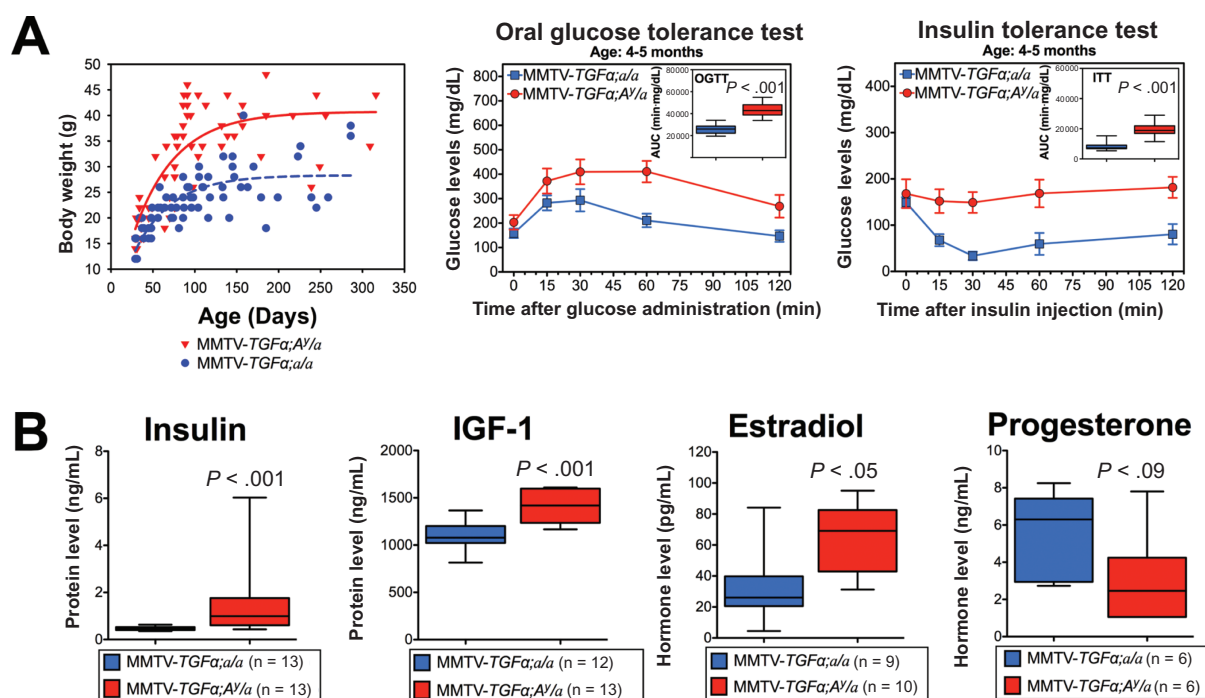 A
Body weight (g)
50
45
40
35
30
25
20
15
10
0 50 100 150 200 250 300 350
Age (Days)
MMTV-TGFα;Aʸ/a
MMTV-TGFα;a/a
Oral glucose tolerance test
Age: 4-5 months
MMTV-TGFα;a/a
MMTV-TGFα;Aʸ/a
Glucose levels (mg/dL)
800
700
600
500
400
300
200
100
0
0 15 30 45 60 75 90 105 120
Time after glucose administration (min)
OGTT
P < .001
AUC (min·mg/dL)
80000
60000
40000
20000
0
Insulin tolerance test
Age: 4-5 months
MMTV-TGFα;a/a
MMTV-TGFα;Aʸ/a
Glucose levels (mg/dL)
400
300
200
100
0
0 15 30 45 60 75 90 105 120
Time after insulin injection (min)
ITT
P < .001
AUC (min·mg/dL)
60000
40000
20000
0
B
Insulin
P < .001
Protein level (ng/mL)
8
6
4
2
0
MMTV-TGFα;a/a (n = 13)
MMTV-TGFα;Aʸ/a (n = 13)
IGF-1
P < .001
Protein level (ng/mL)
2000
1500
1000
500
0
MMTV-TGFα;a/a (n = 12)
MMTV-TGFα;Aʸ/a (n = 13)
Estradiol
P < .05
Hormone level (pg/mL)
120
100
80
60
40
20
0
MMTV-TGFα;a/a (n = 9)
MMTV-TGFα;Aʸ/a (n = 10)
Progesterone
P < .09
Hormone level (ng/mL)
10
8
6
4
2
0
MMTV-TGFα;a/a (n = 6)
MMTV-TGFα;Aʸ/a (n = 6)